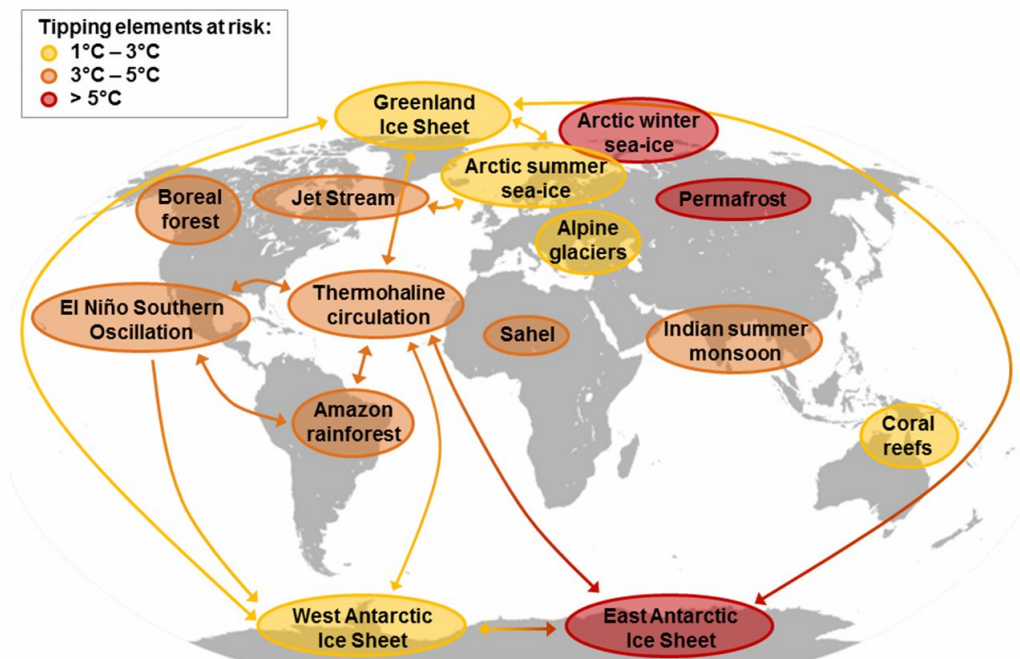 Tipping elements at risk:
1°C – 3°C
3°C – 5°C
> 5°C
Greenland
Ice Sheet
Arctic winter
sea-ice
Arctic summer
sea-ice
Boreal
forest
Jet Stream
Permafrost
Alpine
glaciers
El Niño Southern
Oscillation
Thermohaline
circulation
Sahel
Indian summer
monsoon
Amazon
rainforest
Coral
reefs
West Antarctic
Ice Sheet
East Antarctic
Ice Sheet